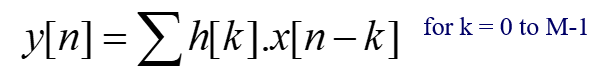 y[n] = ∑ h[k].x[n − k] for k = 0 to M-1